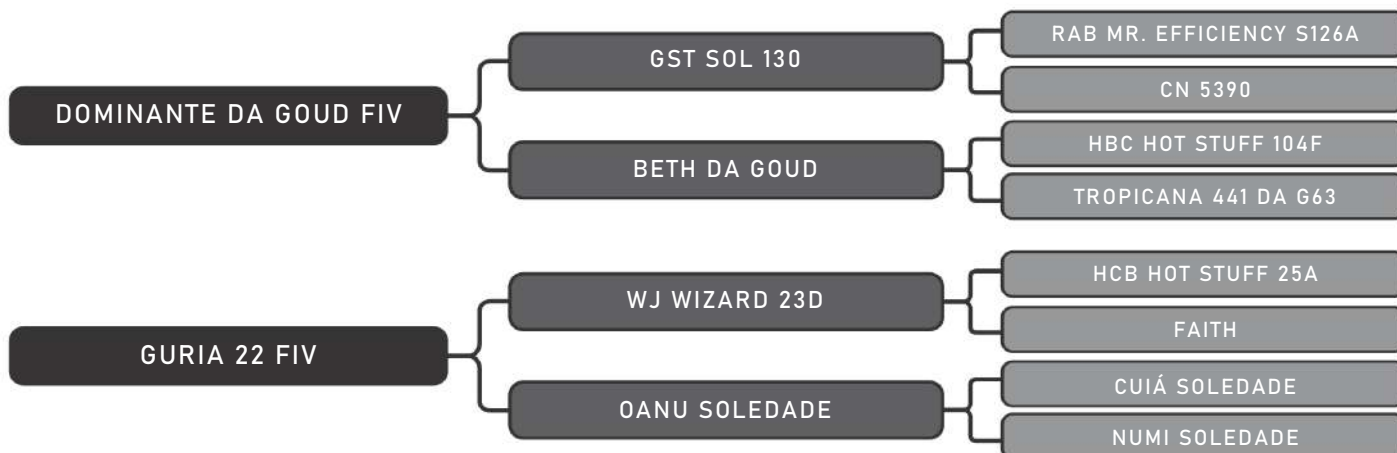 DOMINANTE DA GOUD FIV
GST SOL 130
BETH DA GOUD
RAB MR. EFFICIENCY S126A
CN 5390
HBC HOT STUFF 104F
TROPICANA 441 DA G63
GURIA 22 FIV
WJ WIZARD 23D
OANU SOLEDADE
HCB HOT STUFF 25A
FAITH
CUIÁ SOLEDADE
NUMI SOLEDADE